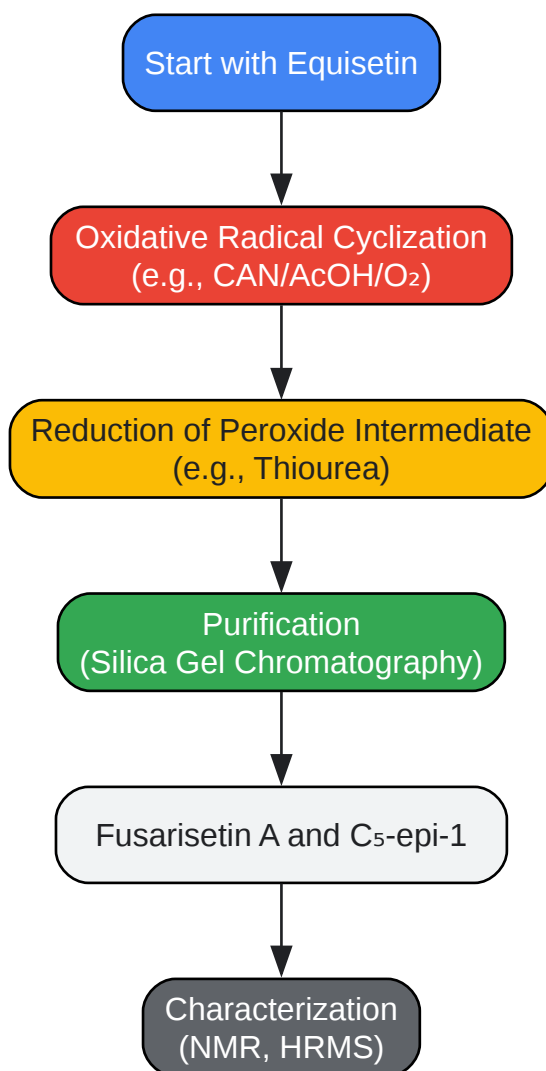 Start with Equisetin
Oxidative Radical Cyclization
(e.g., CAN/AcOH/O₂)
Reduction of Peroxide Intermediate
(e.g., Thiourea)
Purification
(Silica Gel Chromatography)
Fusarisetin A and C₅-epi-1
Characterization
(NMR, HRMS)